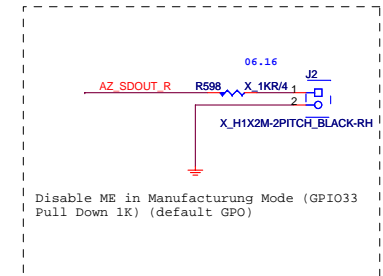 06.16
J2
AZ_SDOUT_R R598 X_1KR/4 1
2
X_H1X2M-2PITCH_BLACK-RH
Disable ME in Manufacturung Mode (GPIO33
Pull Down 1K) (default GPO)